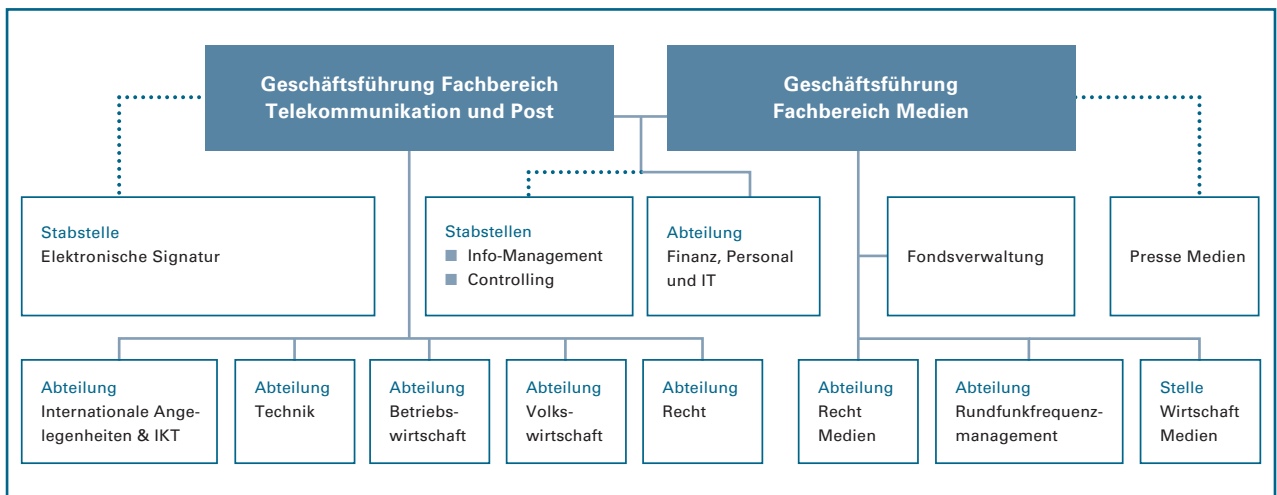 Geschäftsführung Fachbereich
Telekommunikation und Post
Geschäftsführung
Fachbereich Medien
Stabstelle
Elektronische Signatur
Stabstellen
Info-Management
Controlling
Abteilung
Finanz, Personal
und IT
Fondsverwaltung
Presse Medien
Abteilung
Internationale Ange-
legenheiten & IKT
Abteilung
Technik
Abteilung
Betriebs-
wirtschaft
Abteilung
Volks-
wirtschaft
Abteilung
Recht
Abteilung
Recht
Medien
Abteilung
Rundfunkfrequenz-
management
Stelle
Wirtschaft
Medien